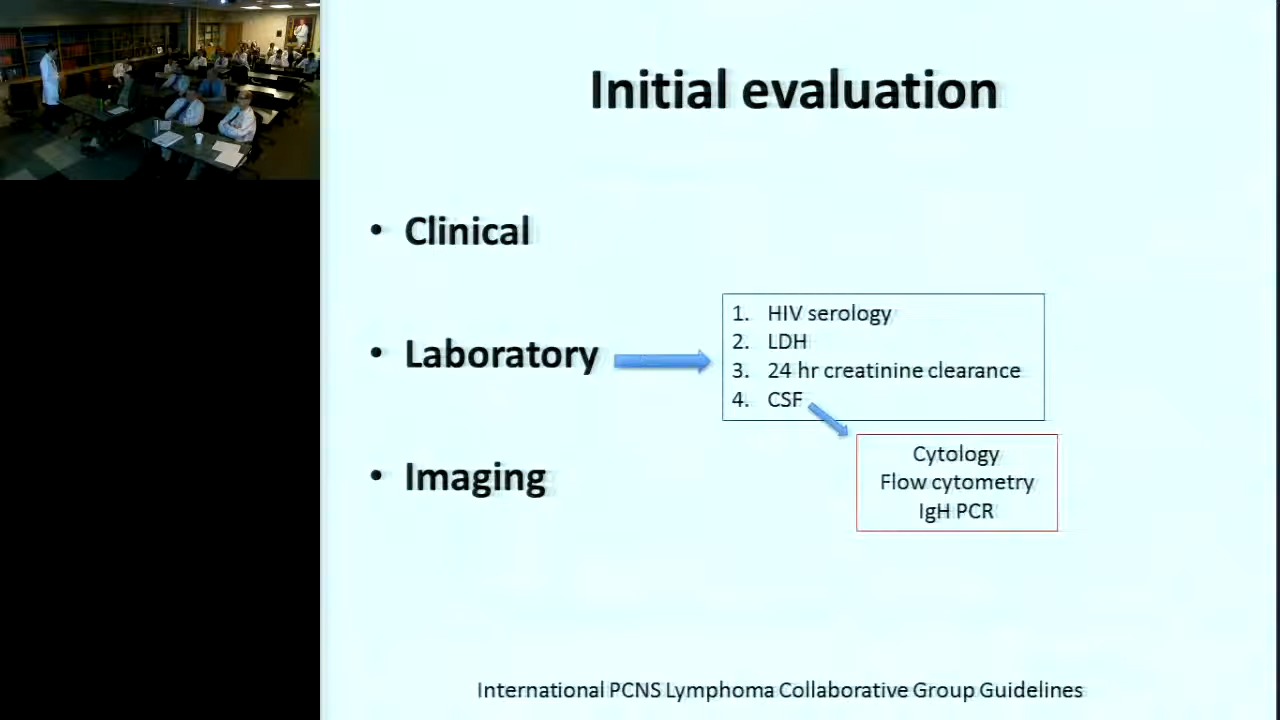 Initial evaluation
• Clinical
• Laboratory
1. HIV serology
2. LDH
3. 24 hr creatinine clearance
4. CSF
Cytology
Flow cytometry
IgH PCR
• Imaging
International PCNS Lymphoma Collaborative Group Guidelines